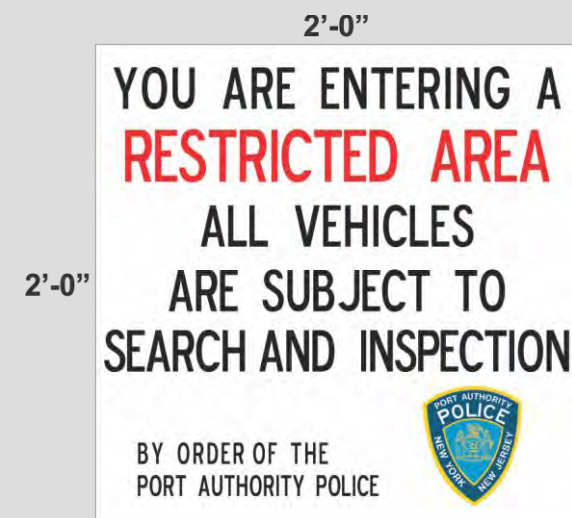 2’-0”
YOU ARE ENTERING A
RESTRICTED AREA
ALL VEHICLES
2’-0”
ARE SUBJECT TO
SEARCH AND INSPECTION
BY ORDER OF THE
PORT AUTHORITY POLICE
PORT AUTHORITY
POLICE
NEW YORK
NEW JERSEY